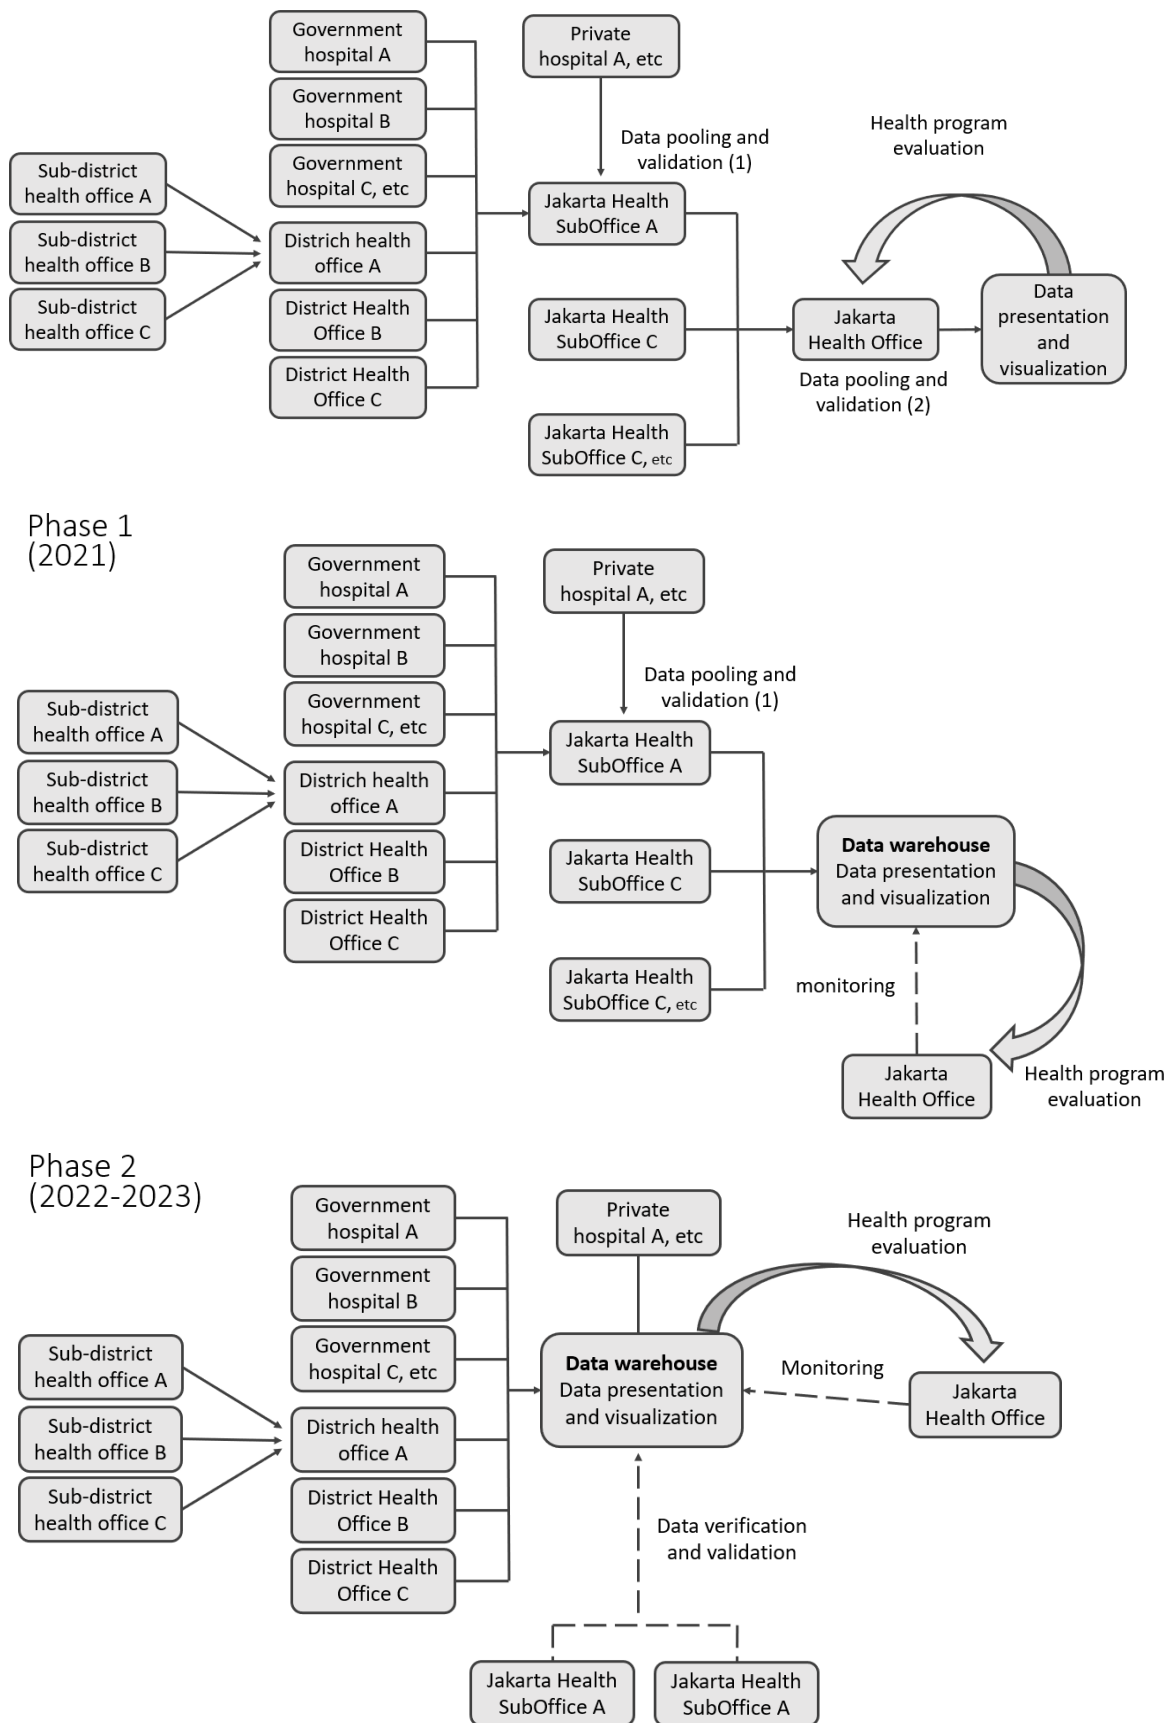 Government
hospital A
Government
hospital B
Government
hospital C, etc
Sub-district
health office A
Sub-district
health office B
Sub-district
health office C
Districh health
office A
District Health
Office B
District Health
Office C
Private
hospital A, etc
Data pooling and
validation (1)
Jakarta Health
SubOffice A
Jakarta Health
SubOffice C
Jakarta Health
SubOffice C, etc
Health program
evaluation
Jakarta
Health Office
Data pooling and
validation (2)
Data
presentation
and
visualization
Phase 1
(2021)
Government
hospital A
Government
hospital B
Government
hospital C, etc
Sub-district
health office A
Sub-district
health office B
Sub-district
health office C
Districh health
office A
District Health
Office B
District Health
Office C
Private
hospital A, etc
Data pooling and
validation (1)
Jakarta Health
SubOffice A
Jakarta Health
SubOffice C
Jakarta Health
SubOffice C, etc
Data warehouse
Data presentation
and visualization
monitoring
Jakarta
Health Office
Health program
evaluation
Phase 2
(2022-2023)
Government
hospital A
Government
hospital B
Government
hospital C, etc
Sub-district
health office A
Sub-district
health office B
Sub-district
health office C
Districh health
office A
District Health
Office B
District Health
Office C
Private
hospital A, etc
Data warehouse
Data presentation
and visualization
Health program
evaluation
Monitoring
Jakarta
Health Office
Data verification
and validation
Jakarta Health
SubOffice A
Jakarta Health
SubOffice A